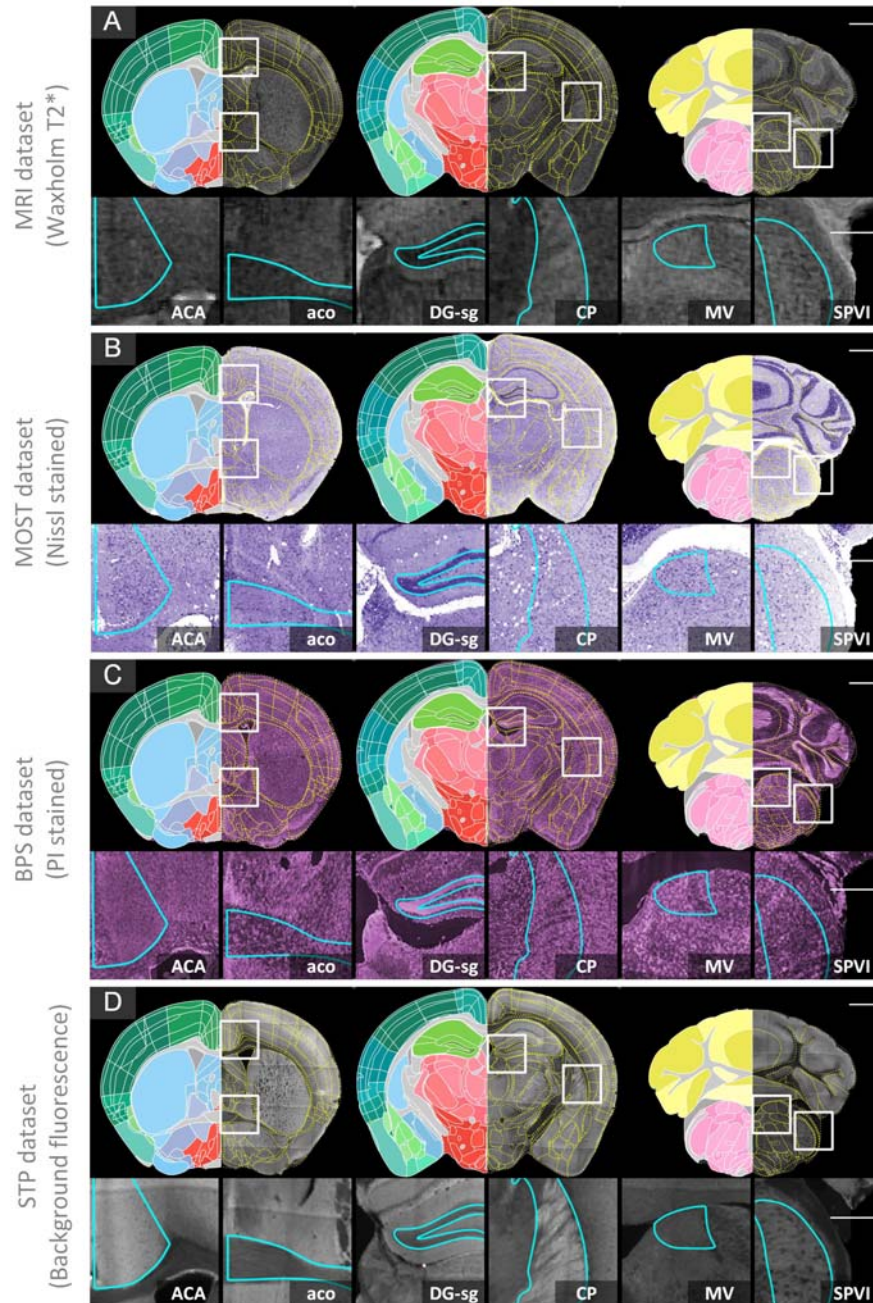 MRI dataset
(Waxholm T2*)
A
ACA
aco
DG-sg
CP
MV
SPVI
MOST dataset
(Nissl stained)
B
ACA
aco
DG-sg
CP
MV
SPVI
BPS dataset
(PI stained)
C
ACA
aco
DG-sg
CP
MV
SPVI
STP dataset
(Background fluorescence)
D
ACA
aco
DG-sg
CP
MV
SPVI